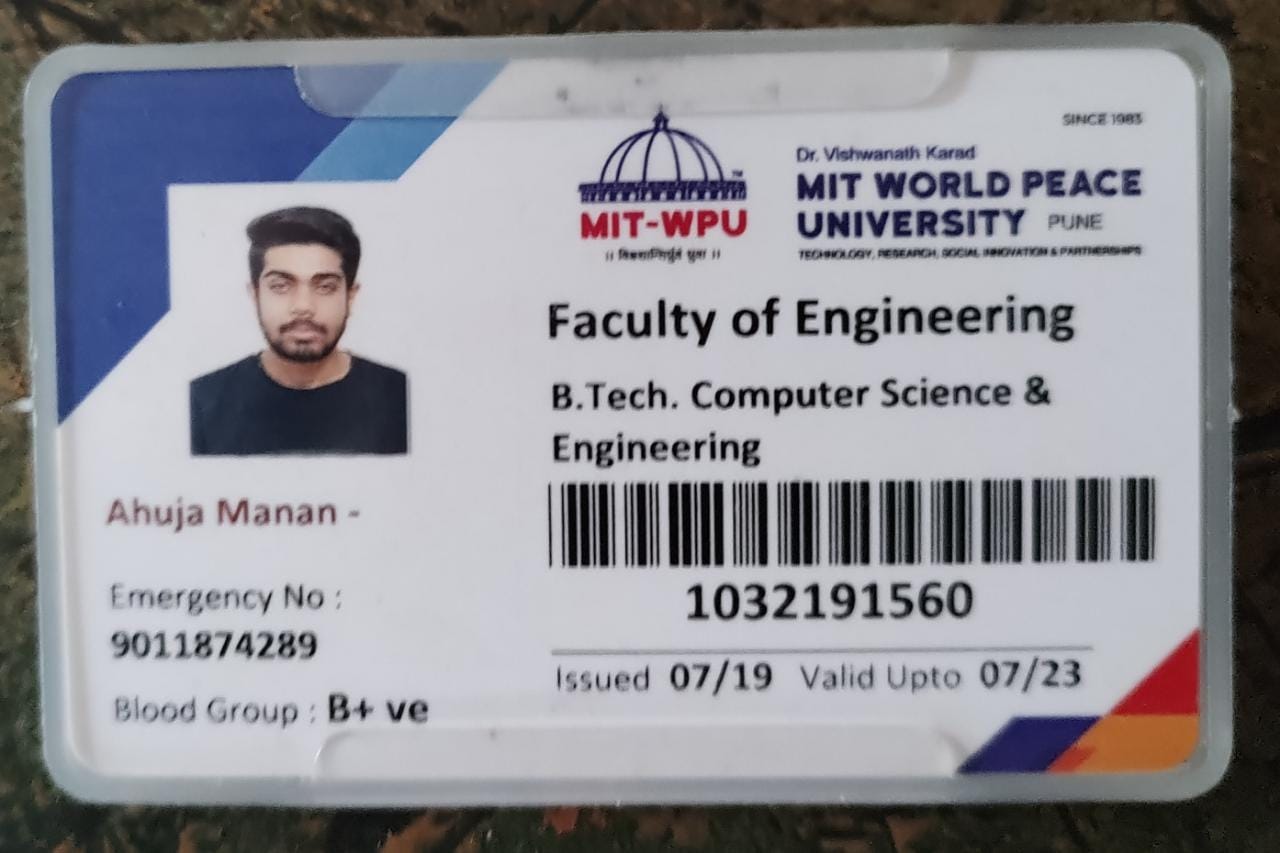 SINCE 1983
Dr. Vishwanath Karad
MIT WORLD PEACE
UNIVERSITY PUNE
TECHNOLOGY, RESEARCH, SOCIAL INNOVATION & PARTNERSHIPS
MIT-WPU
TM
Faculty of Engineering
B.Tech. Computer Science &
Engineering
1032191560
Issued 07/19 Valid Upto 07/23
Ahuja Manan -
Emergency No :
9011874289
Blood Group : B+ ve